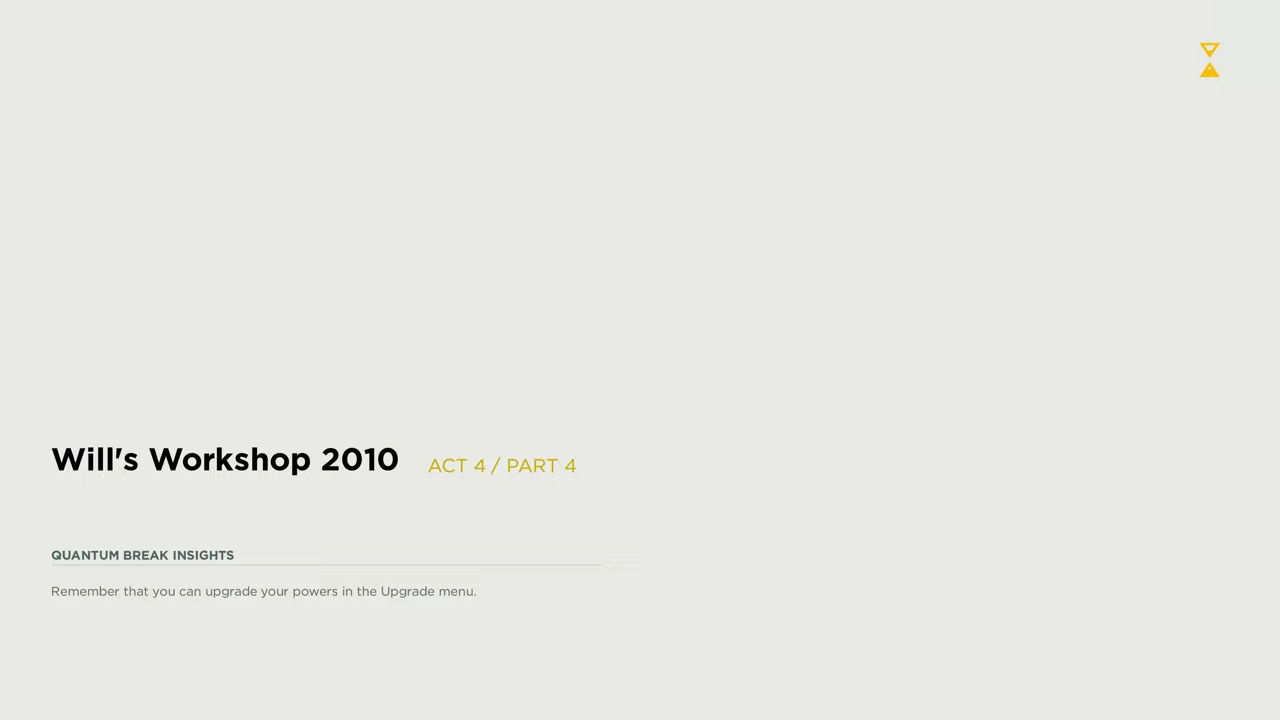 Will's Workshop 2010 ACT 4 / PART 4
QUANTUM BREAK INSIGHTS
Remember that you can upgrade your powers in the Upgrade menu.